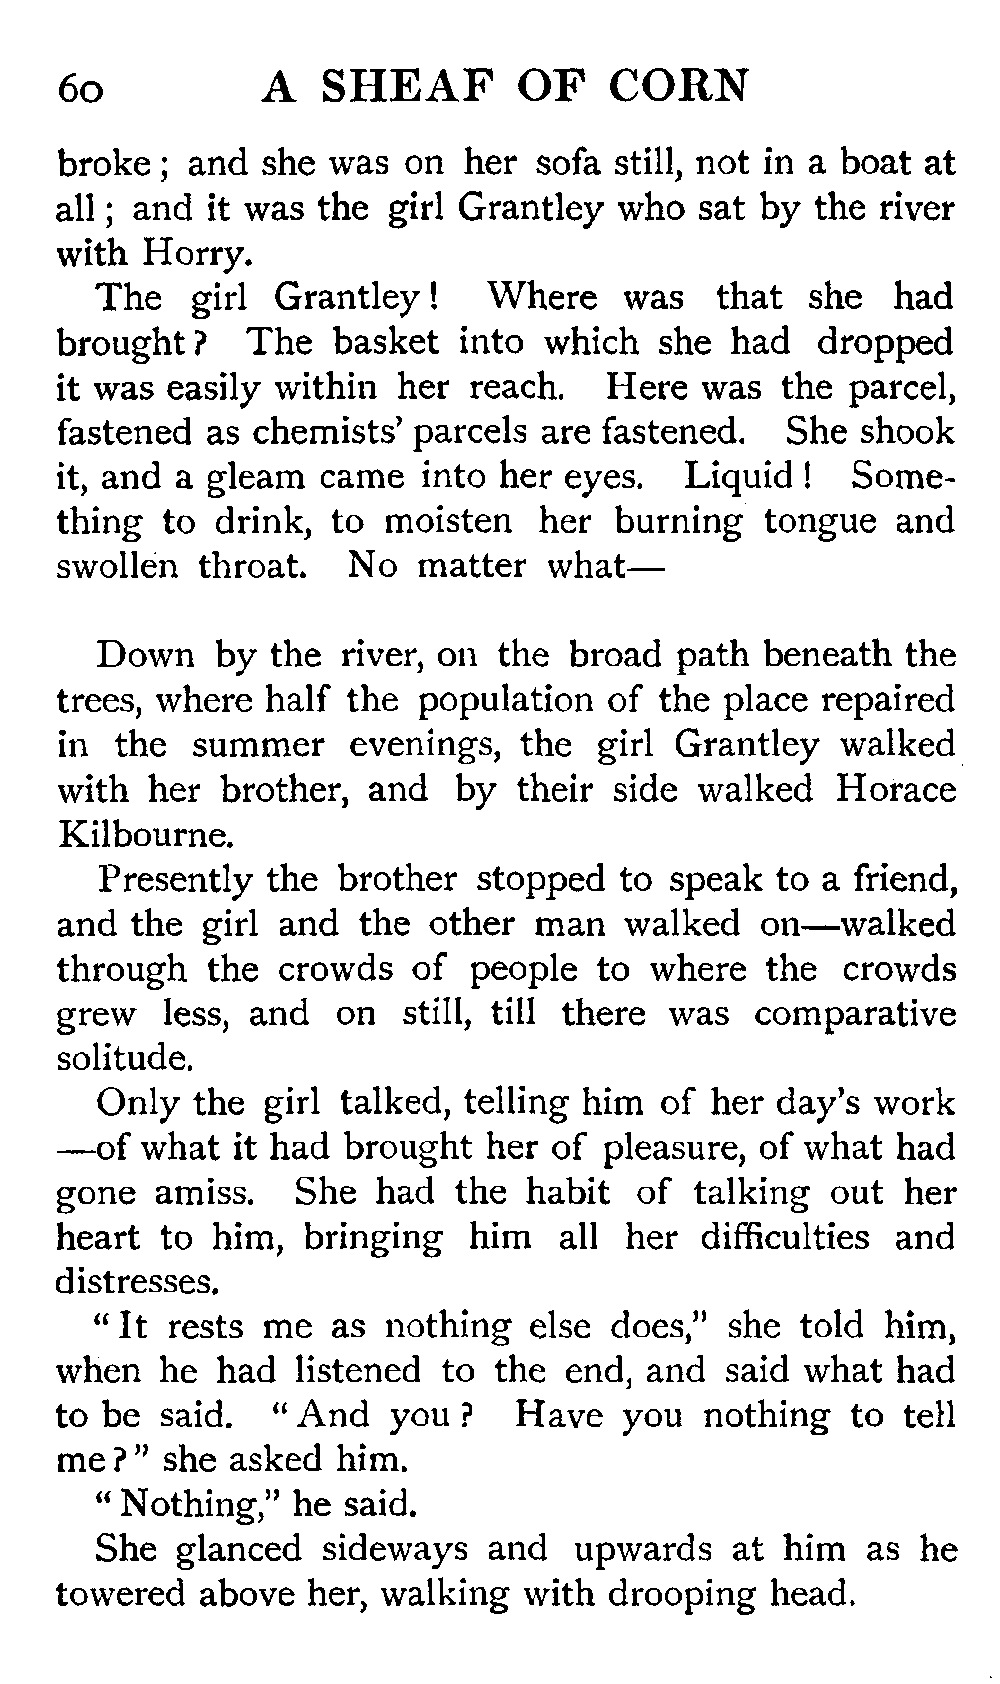 60 A SHEAF OF CORN
broke ; and she was on her sofa still, not in a boat at
all ; and it was the girl Grantley who sat by the river
with Horry.
The girl Grantley ! Where was that she had
brought ? The basket into which she had dropped
it was easily within her reach. Here was the parcel,
fastened as chemists' parcels are fastened. She shook
it, and a gleam came into her eyes. Liquid ! Some-
thing to drink, to moisten her burning tongue and
swollen throat. No matter what—
Down by the river, on the broad path beneath the
trees, where half the population of the place repaired
in the summer evenings, the girl Grantley walked
with her brother, and by their side walked Horace
Kilbourne.
Presently the brother stopped to speak to a friend,
and the girl and the other man walked on—walked
through the crowds of people to where the crowds
grew less, and on still, till there was comparative
solitude.
Only the girl talked, telling him of her day's work
—of what it had brought her of pleasure, of what had
gone amiss. She had the habit of talking out her
heart to him, bringing him all her difficulties and
distresses.
" It rests me as nothing else does," she told him,
when he had listened to the end, and said what had
to be said. " And you ? Have you nothing to tell
me ? " she asked him.
" Nothing," he said.
She glanced sideways and upwards at him as he
towered above her, walking with drooping head.